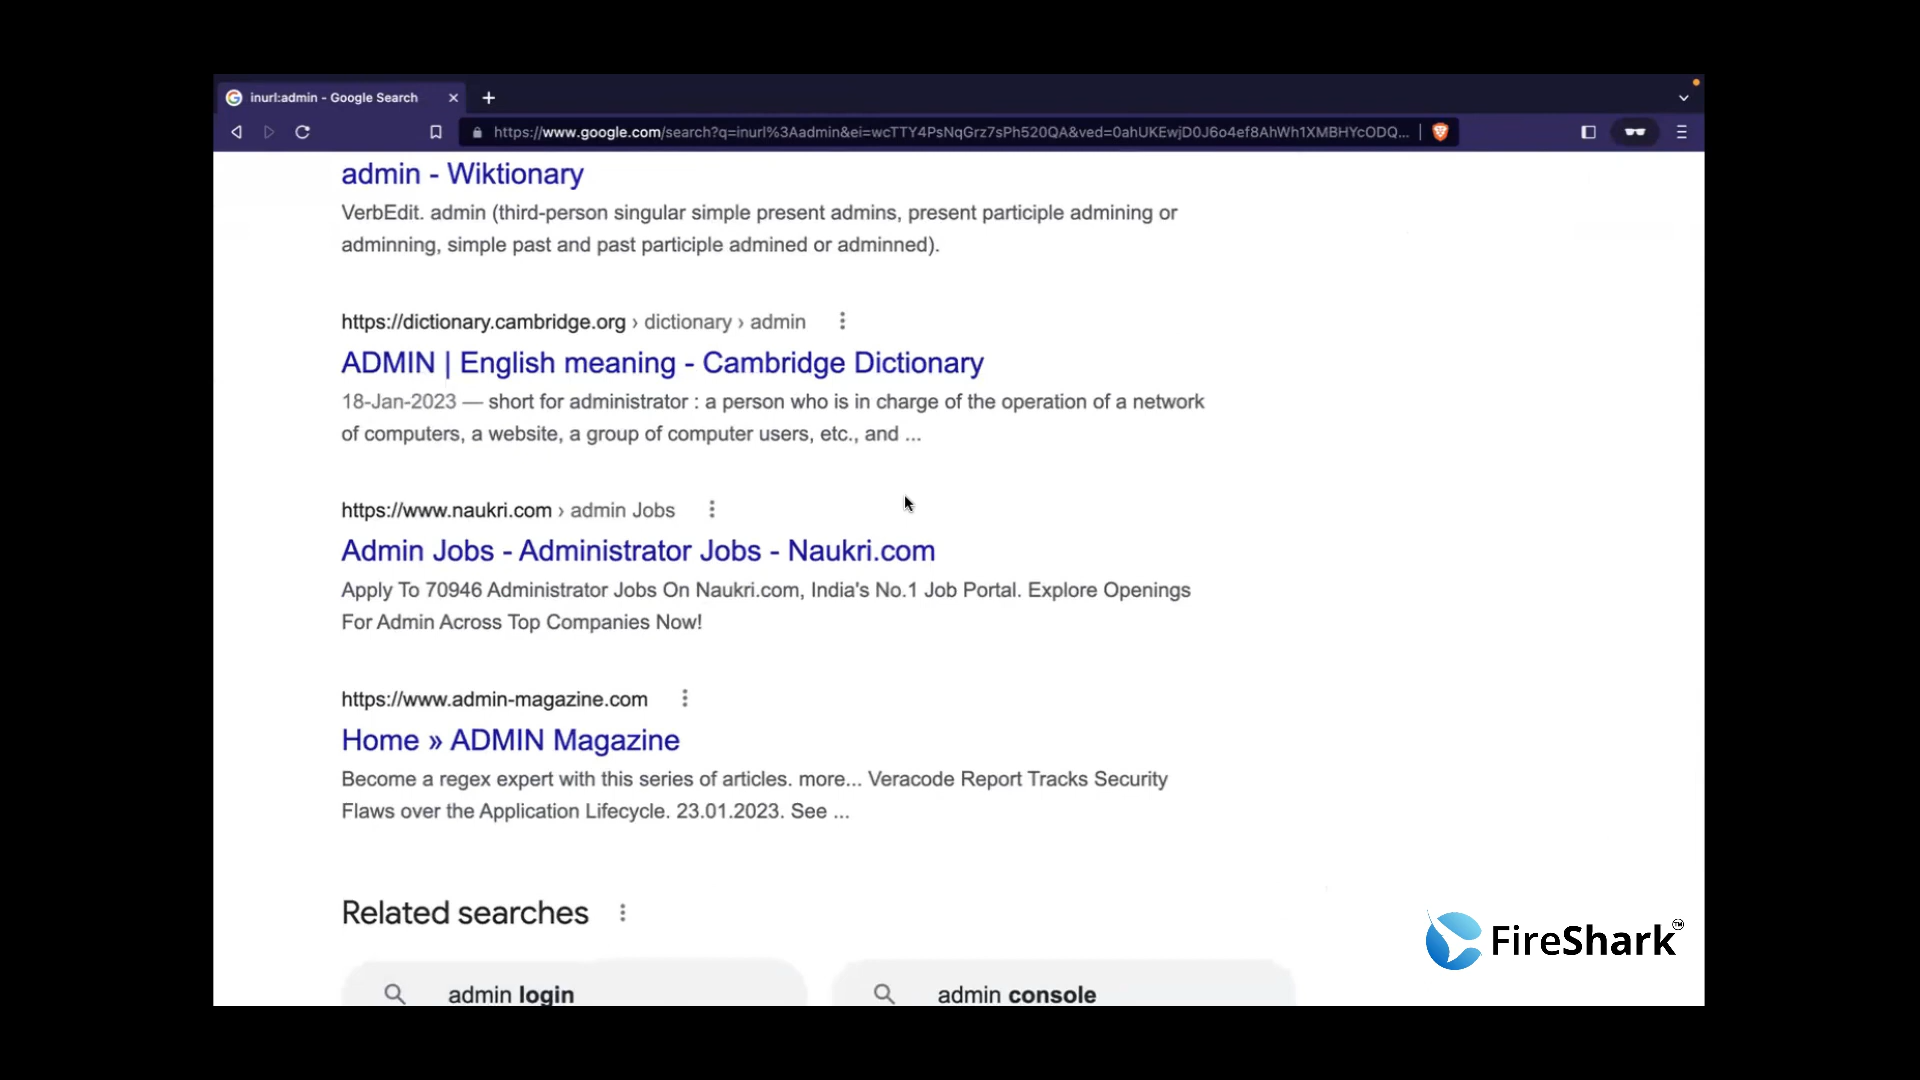 inurl:admin - Google Search
https://www.google.com/search?q=inurl%3Aadmin&ei=wcTTY4PsNqGrz7sPh520QA&ved=0ahUKEwjD0J6o4ef8AhWh1XMBHYcODQ...
admin - Wiktionary
VerbEdit. admin (third-person singular simple present admins, present participle admining or
adminning, simple past and past participle admined or adminned).
https://dictionary.cambridge.org › dictionary › admin
ADMIN | English meaning - Cambridge Dictionary
18-Jan-2023 — short for administrator : a person who is in charge of the operation of a network
of computers, a website, a group of computer users, etc., and ...
https://www.naukri.com › admin Jobs
Admin Jobs - Administrator Jobs - Naukri.com
Apply To 70946 Administrator Jobs On Naukri.com, India's No.1 Job Portal. Explore Openings
For Admin Across Top Companies Now!
https://www.admin-magazine.com
Home » ADMIN Magazine
Become a regex expert with this series of articles. more... Veracode Report Tracks Security
Flaws over the Application Lifecycle. 23.01.2023. See ...
Related searches
FireShark™
admin login
admin console